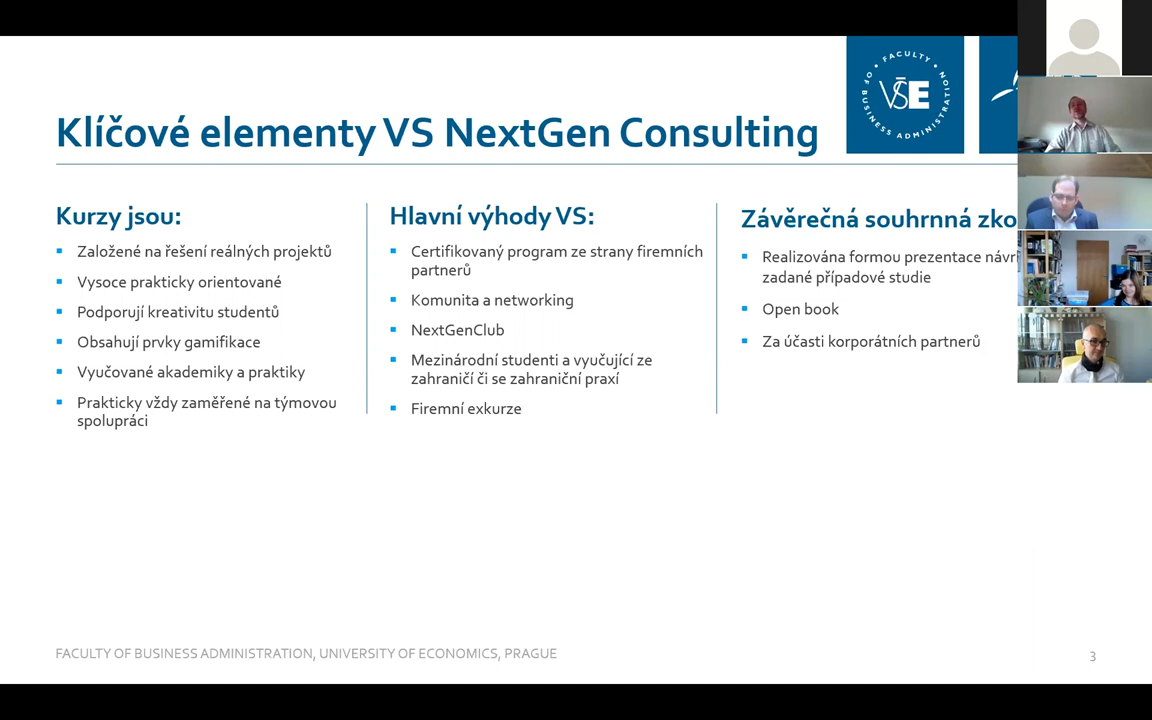 FACULTY OF BUSINESS ADMINISTRATION
VŠE
Klíčové elementy VS NextGen Consulting
Kurzy jsou:
Založené na řešení reálných projektů
Vysoce prakticky orientované
Podporují kreativitu studentů
Obsahují prvky gamifikace
Vyučované akademiky a praktiky
Prakticky vždy zaměřené na týmovou
spolupráci
Hlavní výhody VS:
Certifikovaný program ze strany firemních
partnerů
Komunita a networking
NextGenClub
Mezinárodní studenti a vyučující ze
zahraničí či se zahraniční praxí
Firemní exkurze
Závěrečná souhrnná
Realizována formou prezentace
zadané případové studie
Open book
Za účasti korporátních partnerů
FACULTY OF BUSINESS ADMINISTRATION, UNIVERSITY OF ECONOMICS, PRAGUE
3